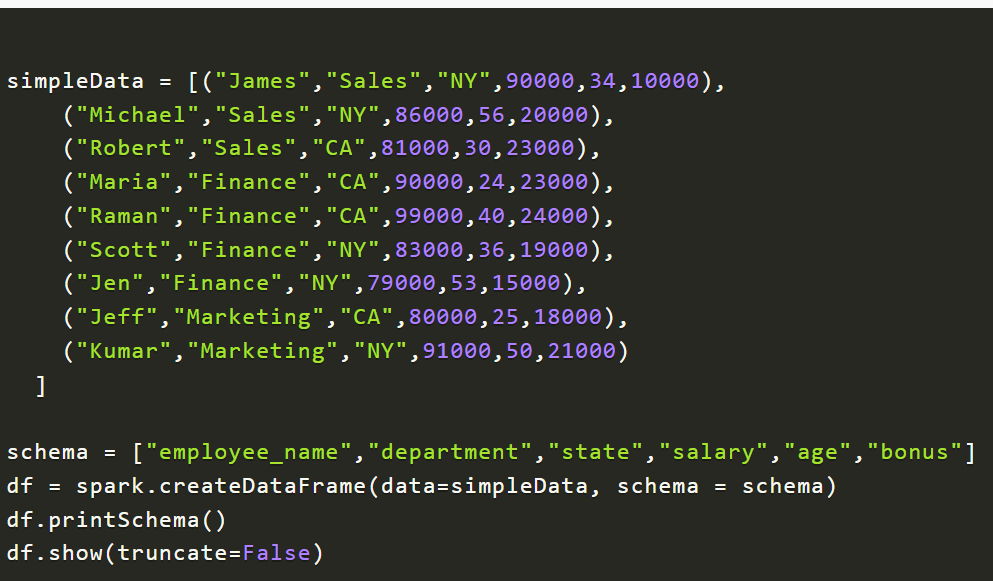 simpleData = [("James","Sales","NY",90000,34,10000),
    ("Michael","Sales","NY",86000,56,20000),
    ("Robert","Sales","CA",81000,30,23000),
    ("Maria","Finance","CA",90000,24,23000),
    ("Raman","Finance","CA",99000,40,24000),
    ("Scott","Finance","NY",83000,36,19000),
    ("Jen","Finance","NY",79000,53,15000),
    ("Jeff","Marketing","CA",80000,25,18000),
    ("Kumar","Marketing","NY",91000,50,21000)
  ]
schema = ["employee_name","department","state","salary","age","bonus"]
df = spark.createDataFrame(data=simpleData, schema = schema)
df.printSchema()
df.show(truncate=False)